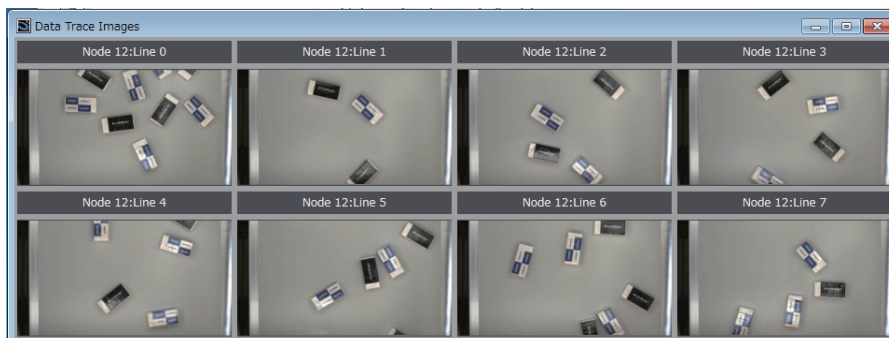 Data Trace Images
Node 12:Line 0
Node 12:Line 1
Node 12:Line 2
Node 12:Line 3
Node 12:Line 4
Node 12:Line 5
Node 12:Line 6
Node 12:Line 7